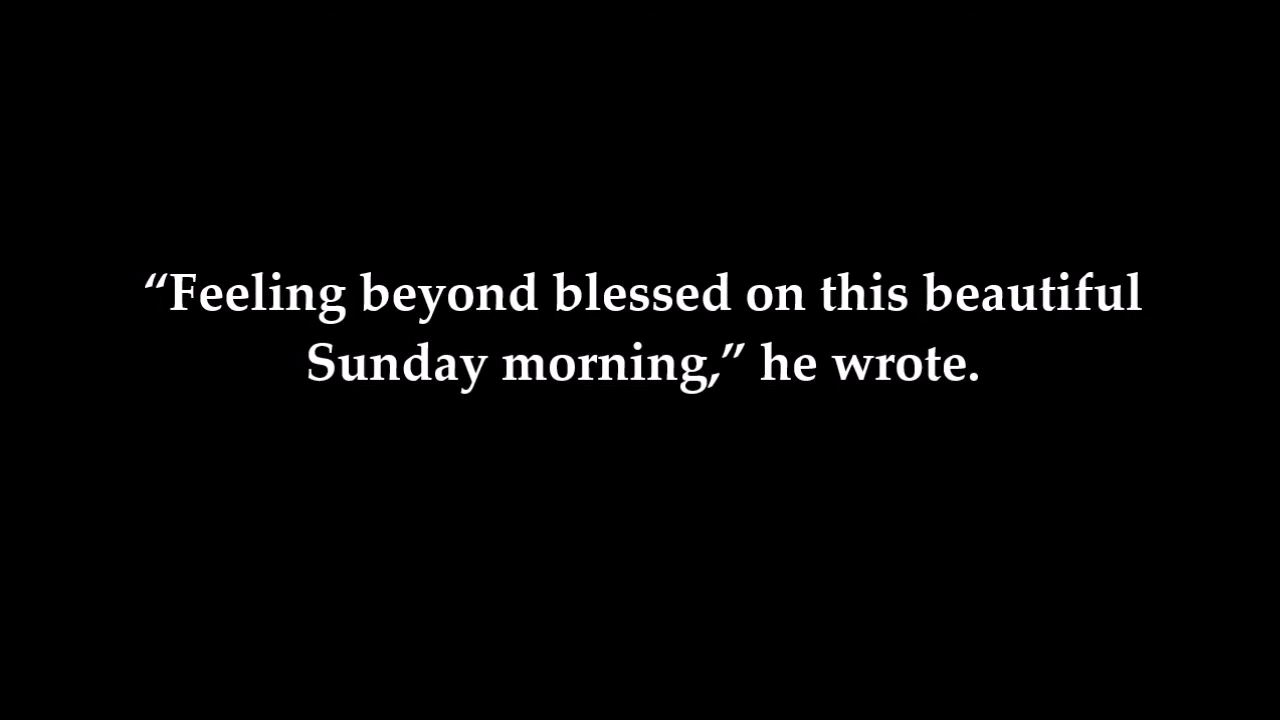 “Feeling beyond blessed on this beautiful
Sunday morning,” he wrote.